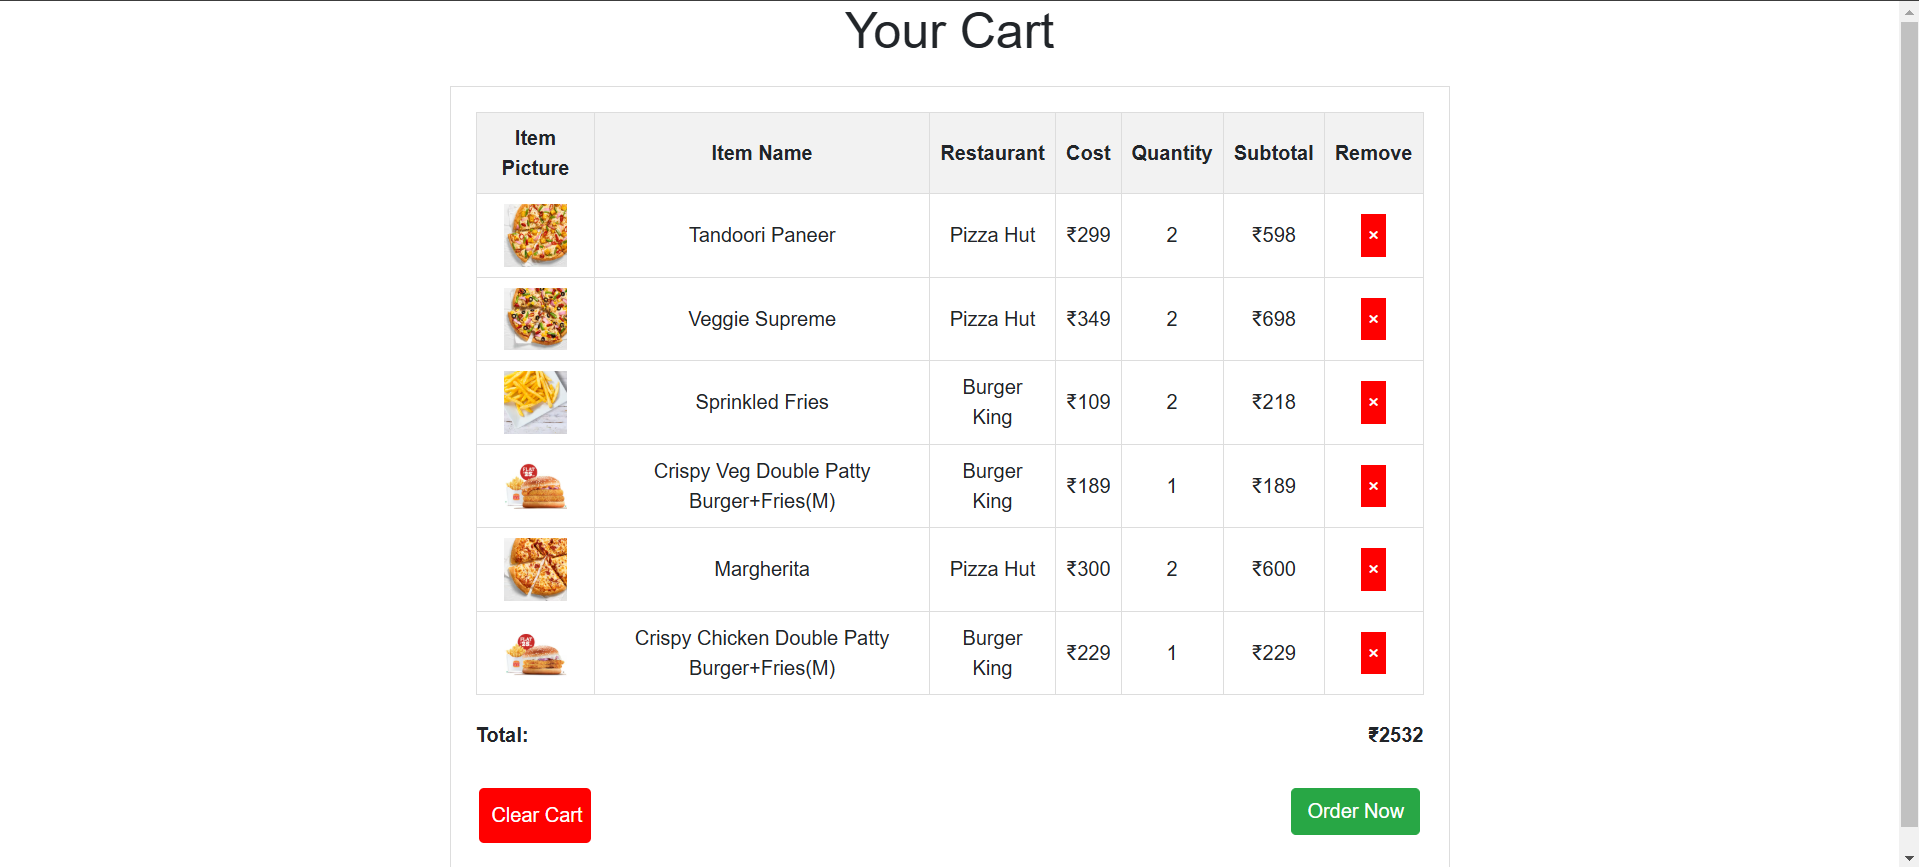 Your Cart
Item Picture Item Name Restaurant Cost Quantity Subtotal Remove
Tandoori Paneer Pizza Hut ₹299 2 ₹598 ×
Veggie Supreme Pizza Hut ₹349 2 ₹698 ×
Sprinkled Fries Burger King ₹109 2 ₹218 ×
Crispy Veg Double Patty Burger+Fries(M) Burger King ₹189 1 ₹189 ×
Margherita Pizza Hut ₹300 2 ₹600 ×
Crispy Chicken Double Patty Burger+Fries(M) Burger King ₹229 1 ₹229 ×
Total: ₹2532
Clear Cart Order Now